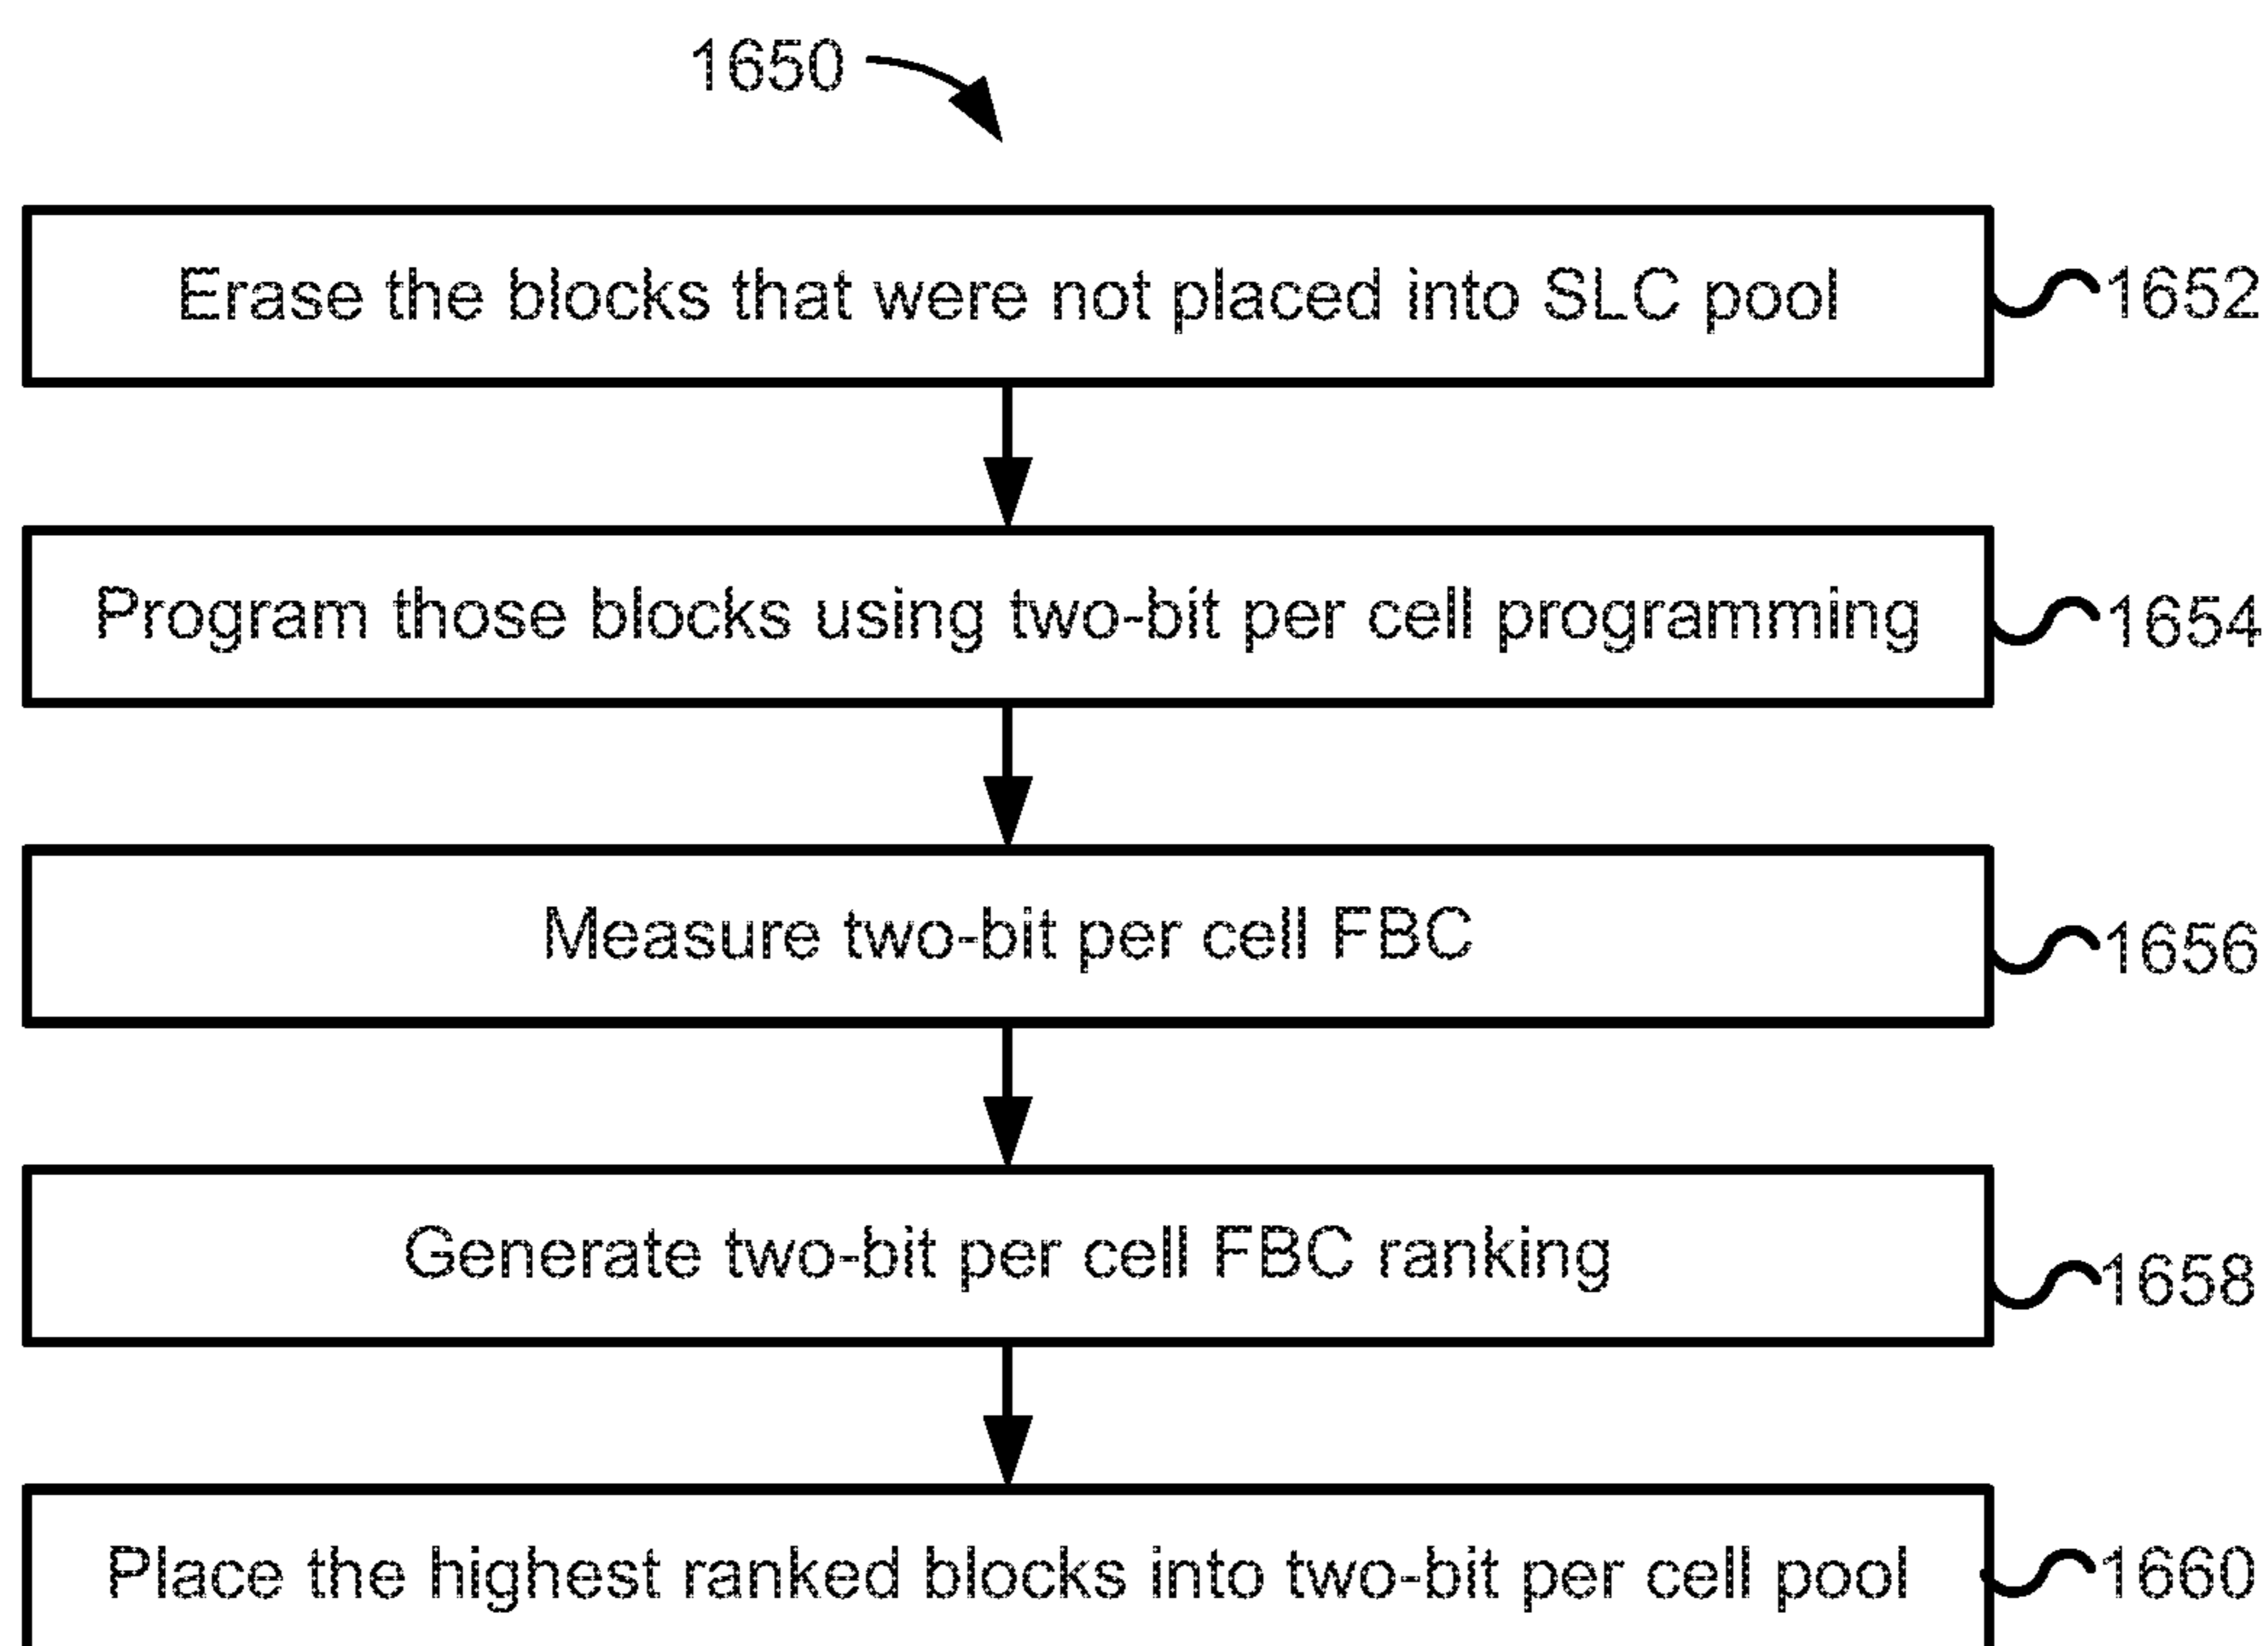 1650
Erase the blocks that were not placed into SLC pool
1652
Program those blocks using two-bit per cell programming
1654
Measure two-bit per cell FBC
1656
Generate two-bit per cell FBC ranking
1658
Place the highest ranked blocks into two-bit per cell pool
1660